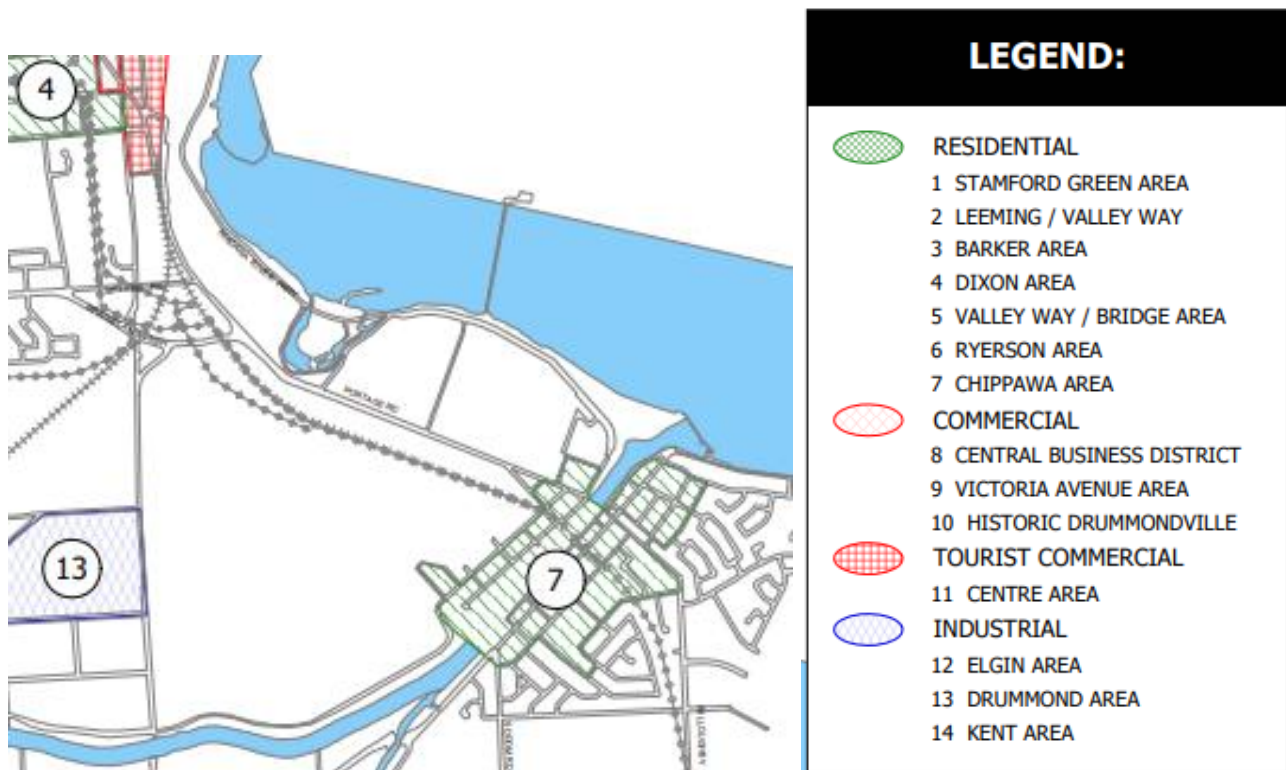 4
PORTAGE RD
13
7
LEGEND:
RESIDENTIAL
1 STAMFORD GREEN AREA
2 LEEMING / VALLEY WAY
3 BARKER AREA
4 DIXON AREA
5 VALLEY WAY / BRIDGE AREA
6 RYERSON AREA
7 CHIPPAWA AREA
COMMERCIAL
8 CENTRAL BUSINESS DISTRICT
9 VICTORIA AVENUE AREA
10 HISTORIC DRUMMONDVILLE
TOURIST COMMERCIAL
11 CENTRE AREA
INDUSTRIAL
12 ELGIN AREA
13 DRUMMOND AREA
14 KENT AREA